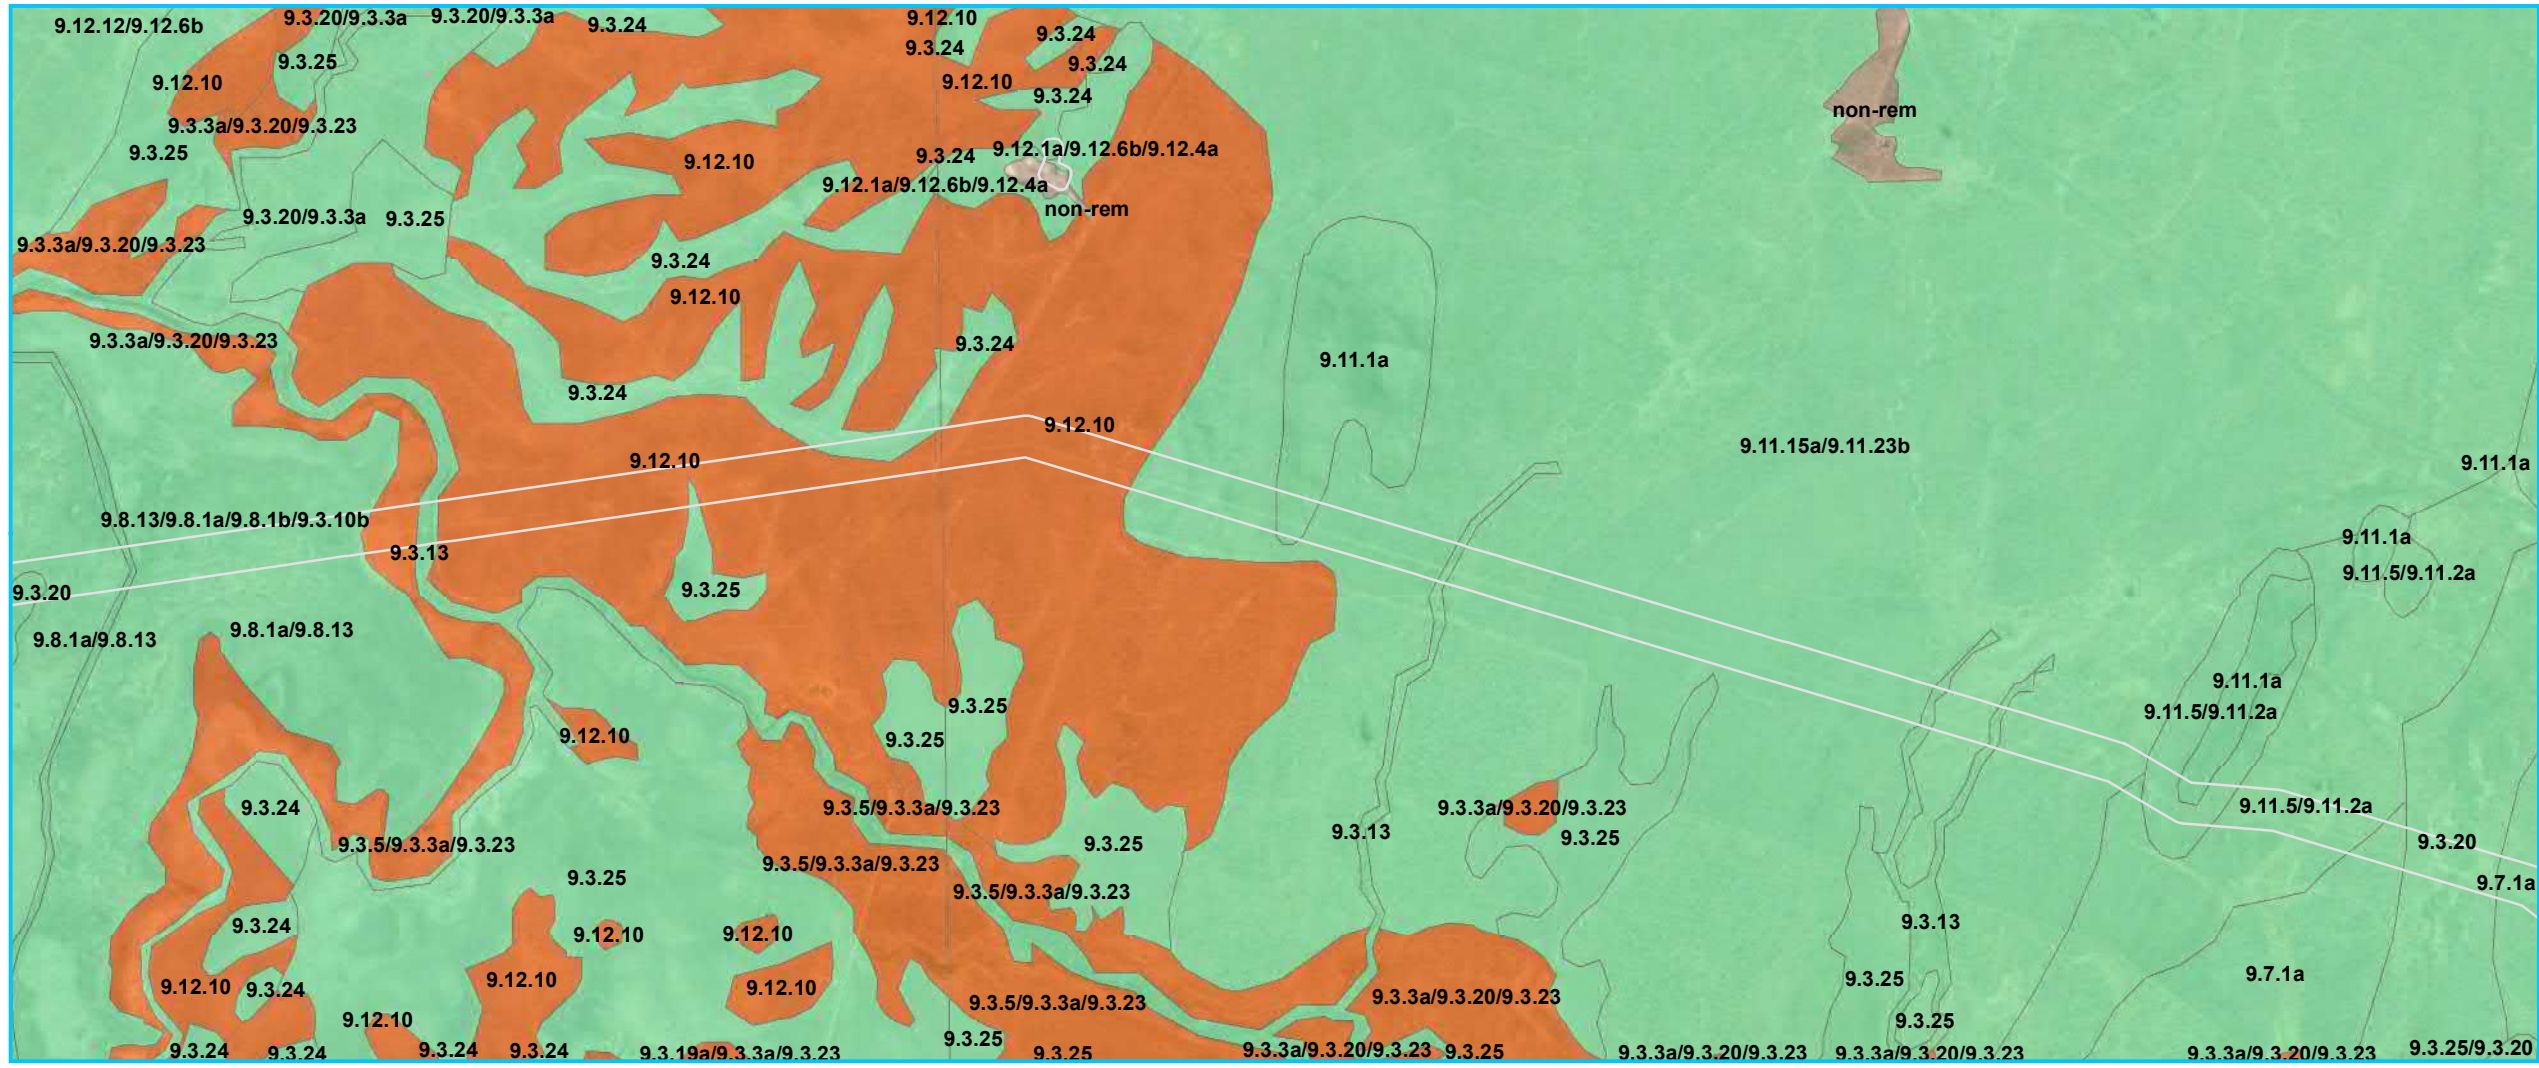 9.3.20/9.3.3a
9.3.20/9.3.3a
9.12.10
9.12.12/9.12.6b
9.3.24
9.3.24
9.3.24
9.3.25
9.3.24
9.12.10
9.12.10
9.3.24
non-rem
9.3.3a/9.3.20/9.3.23
9.3.25
9.12.10
9.3.24
9.12.1a/9.12.6b/9.12.4a
9.12.1a/9.12.6b/9.12.4a
non-rem
9.3.20/9.3.3a
9.3.25
9.3.3a/9.3.20/9.3.23
9.3.24
9.12.10
9.3.3a/9.3.20/9.3.23
9.3.24
9.11.1a
9.3.24
9.12.10
9.11.15a/9.11.23b
9.12.10
9.11.1a
9.8.13/9.8.1a/9.8.1b/9.3.10b
9.11.1a
9.3.13
9.11.5/9.11.2a
9.3.20
9.3.25
9.8.1a/9.8.13
9.8.1a/9.8.13
9.11.1a
9.3.25
9.11.5/9.11.2a
9.12.10
9.3.25
9.3.24
9.3.5/9.3.3a/9.3.23
9.3.3a/9.3.20/9.3.23
9.11.5/9.11.2a
9.3.13
9.3.25
9.3.5/9.3.3a/9.3.23
9.3.25
9.3.20
9.3.5/9.3.3a/9.3.23
9.3.25
9.3.5/9.3.3a/9.3.23
9.7.1a
9.3.24
9.12.10
9.12.10
9.3.13
9.12.10
9.3.24
9.12.10
9.12.10
9.3.25
9.7.1a
9.3.5/9.3.3a/9.3.23
9.3.3a/9.3.20/9.3.23
9.12.10
9.3.25
9.3.25
9.3.24
9.3.24
9.3.24
9.3.24
9.3.19a/9.3.3a/9.3.23
9.3.25
9.3.3a/9.3.20/9.3.23
9.3.25
9.3.3a/9.3.20/9.3.23
9.3.3a/9.3.20/9.3.23
9.3.3a/9.3.20/9.3.23
9.3.25/9.3.20